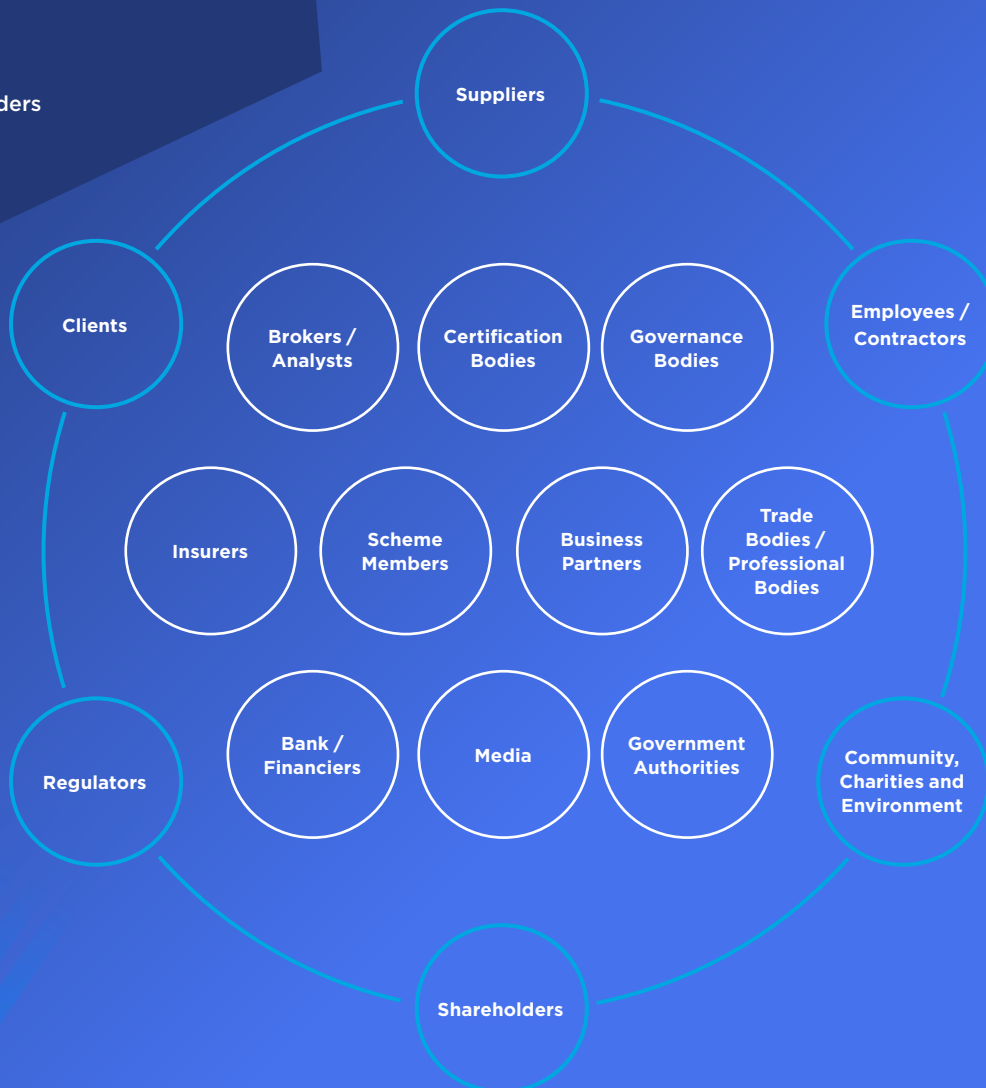 Suppliers
Clients
Employees /
Contractors
Brokers /
Analysts
Certification
Bodies
Governance
Bodies
Insurers
Scheme
Members
Business
Partners
Trade
Bodies /
Professional
Bodies
Bank /
Financiers
Media
Government
Authorities
Regulators
Community,
Charities and
Environment
Shareholders